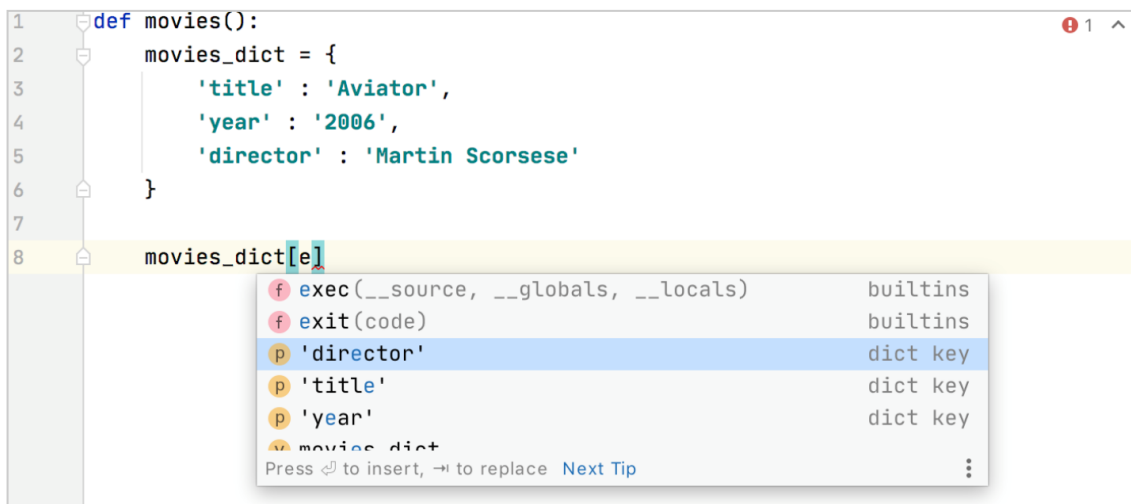 1 def movies(): 1
2 movies_dict = {
3 'title' : 'Aviator',
4 'year' : '2006',
5 'director' : 'Martin Scorsese'
6 }
7
8 movies_dict[e]
f exec(__source, __globals, __locals) builtins
f exit(code) builtins
p 'director' dict key
p 'title' dict key
p 'year' dict key
v movies_dict
Press ⏎ to insert, ⇥ to replace Next Tip